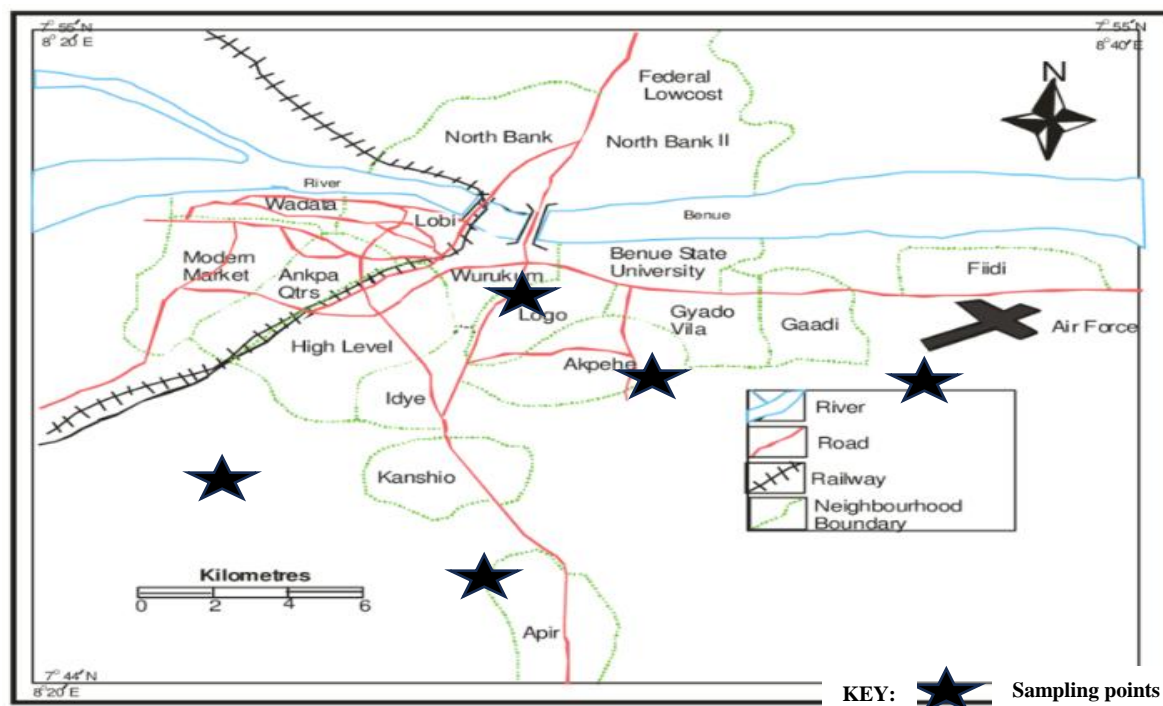 7° 55' N
8° 20' E
7° 55' N
8° 40' E
N
Federal
Lowcost
North Bank
North Bank II
River
Wadata
Lobi
Benue
Modern
Market
Ankpa
Qtrs
Wurukum
Benue State
University
Fiidi
Logo
Gyado
Vila
Gaadi
Air Force
High Level
Akpehe
Idye
Kanshio
River
Road
Railway
Neighbourhood
Boundary
Kilometres
0 2 4 6
Apir
7° 44' N
8° 20' E
KEY: Sampling points